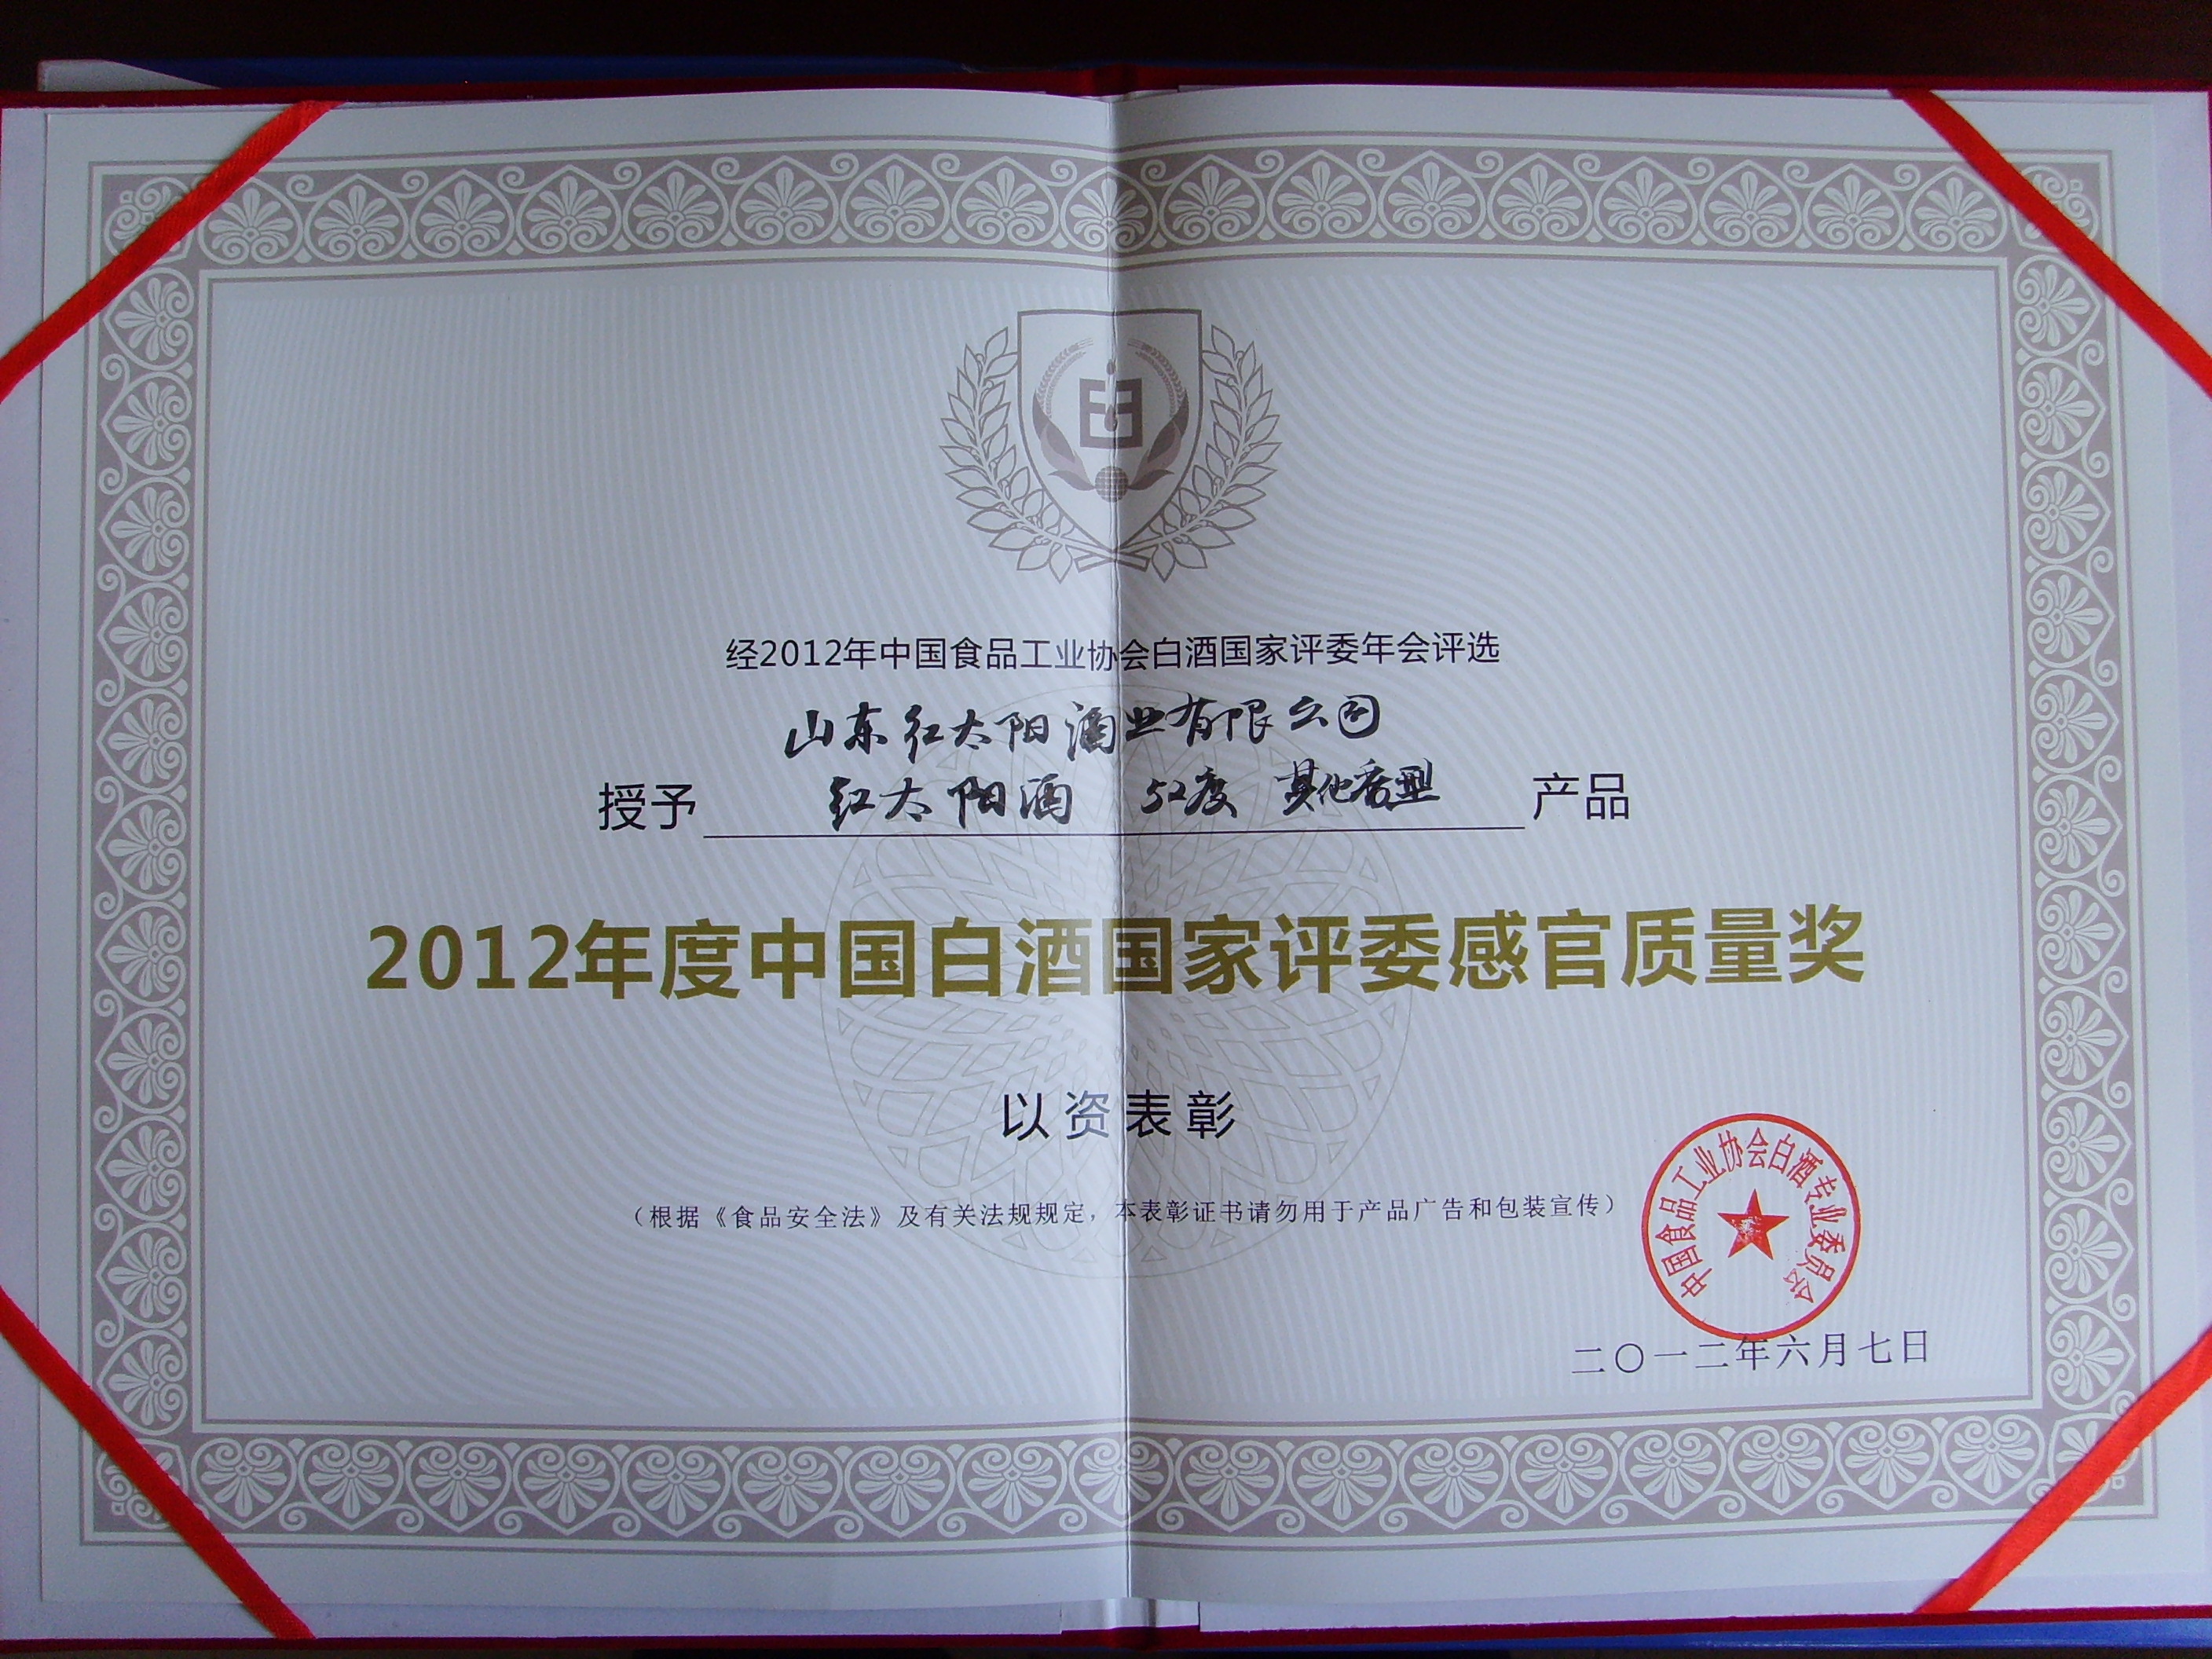 经2012年中国食品工业协会白酒国家评委年会评选
山东红太阳酒业有限公司
授予 红太阳酒 52度 其他香型 产品
2012年度中国白酒国家评委感官质量奖
以资表彰
（根据《食品安全法》及有关法规规定，本表彰证书请勿用于产品广告和包装宣传）
中国食品工业协会白酒专业委员会
二〇一二年六月七日